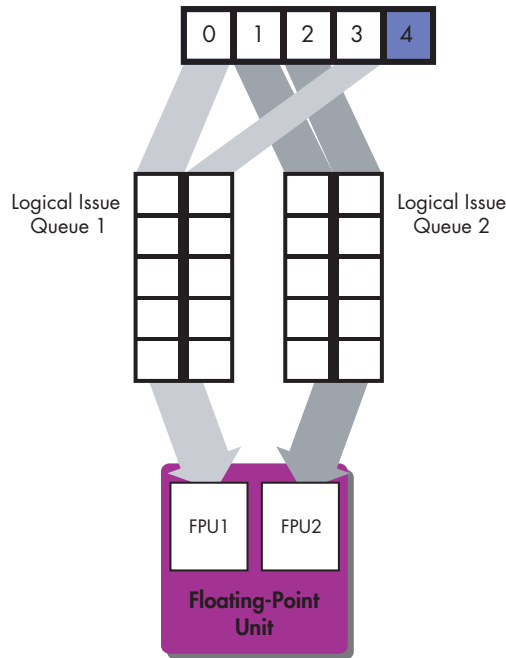 0 1 2 3 4
Logical Issue
Queue 1
Logical Issue
Queue 2
FPU1 FPU2
Floating-Point
Unit